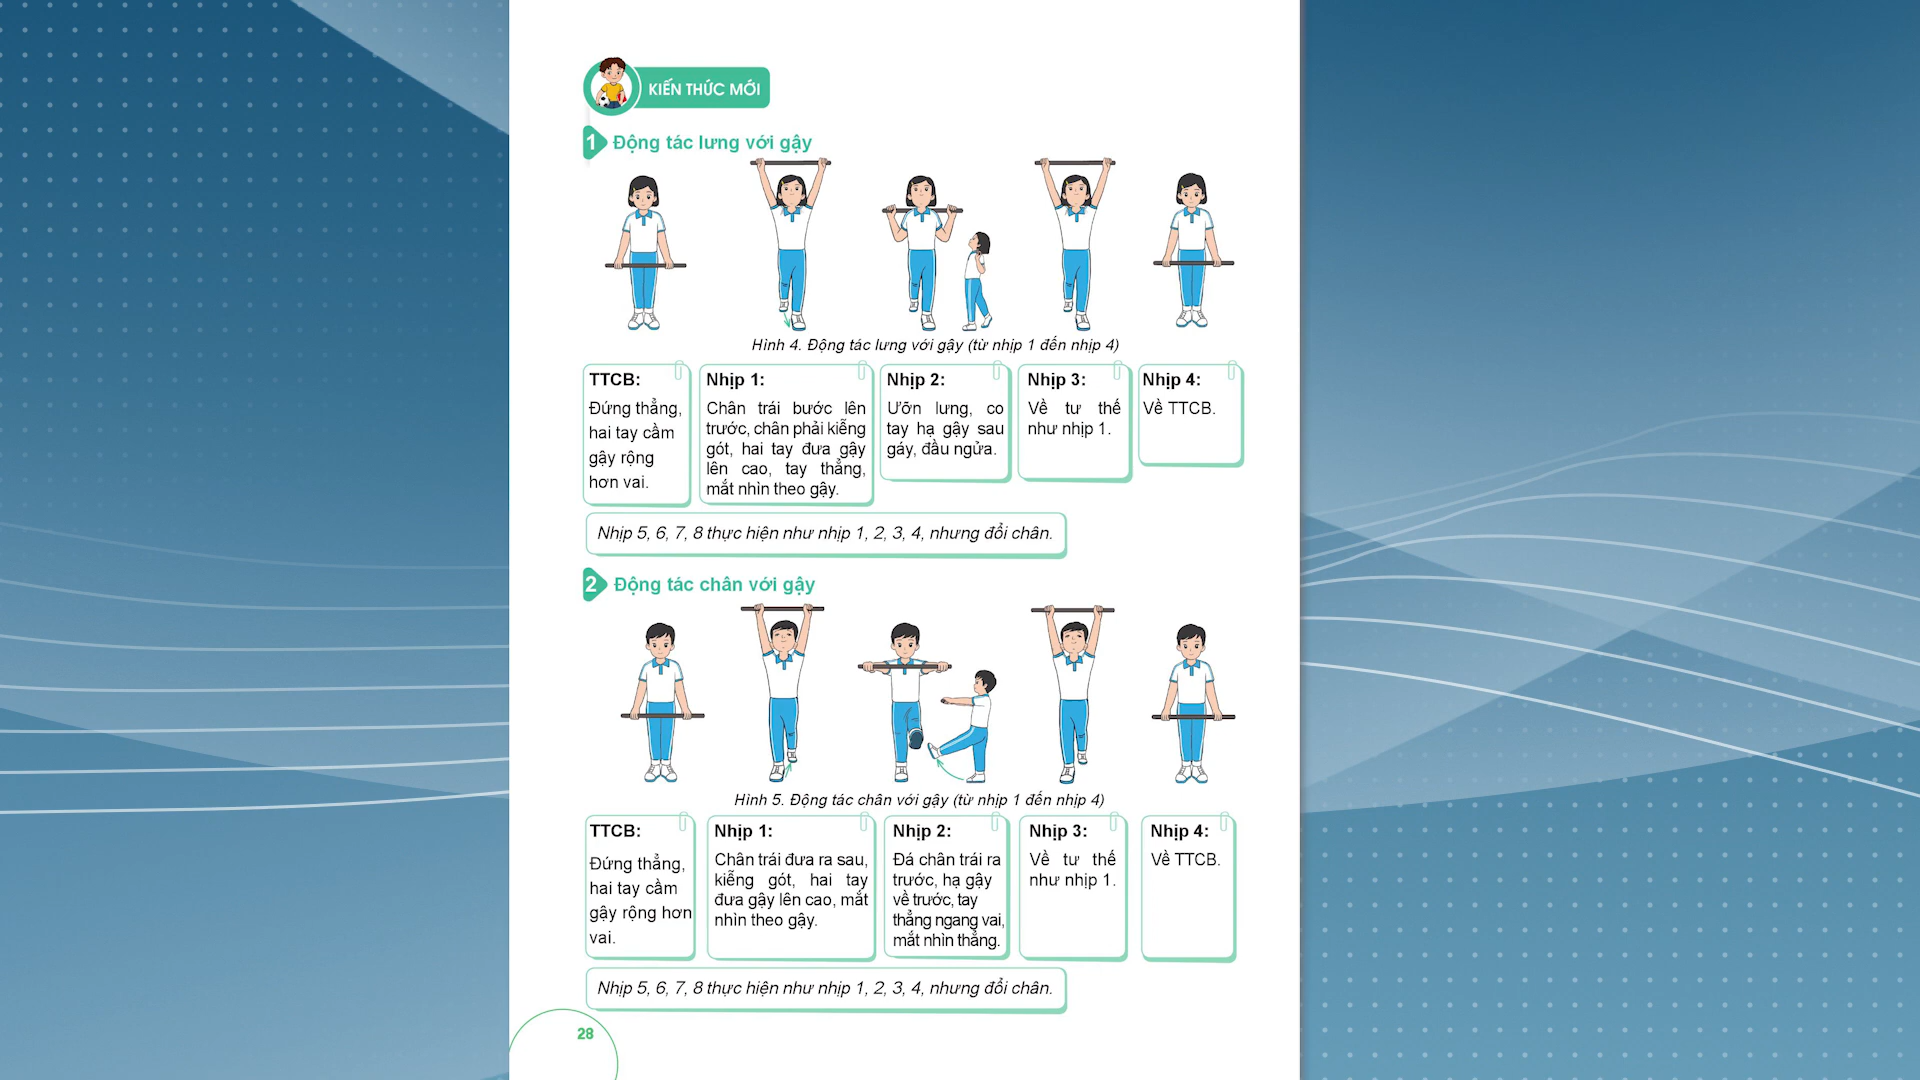 KIẾN THỨC MỚI
1 Động tác lưng với gậy
Hình 4. Động tác lưng với gậy (từ nhịp 1 đến nhịp 4)
TTCB:
Đứng thẳng,
hai tay cầm
gậy rộng
hơn vai.
Nhịp 1:
Chân trái bước lên
trước, chân phải kiễng
gót, hai tay đưa gậy
lên cao, tay thẳng,
mắt nhìn theo gậy.
Nhịp 2:
Ưỡn lưng, co
tay hạ gậy sau
gáy, đầu ngửa.
Nhịp 3:
Về tư thế
như nhịp 1.
Nhịp 4:
Về TTCB.
Nhịp 5, 6, 7, 8 thực hiện như nhịp 1, 2, 3, 4, nhưng đổi chân.
2 Động tác chân với gậy
Hình 5. Động tác chân với gậy (từ nhịp 1 đến nhịp 4)
TTCB:
Đứng thẳng,
hai tay cầm
gậy rộng hơn
vai.
Nhịp 1:
Chân trái đưa ra sau,
kiễng gót, hai tay
đưa gậy lên cao, mắt
nhìn theo gậy.
Nhịp 2:
Đá chân trái ra
trước, hạ gậy
về trước, tay
thẳng ngang vai,
mắt nhìn thẳng.
Nhịp 3:
Về tư thế
như nhịp 1.
Nhịp 4:
Về TTCB.
Nhịp 5, 6, 7, 8 thực hiện như nhịp 1, 2, 3, 4, nhưng đổi chân.
28